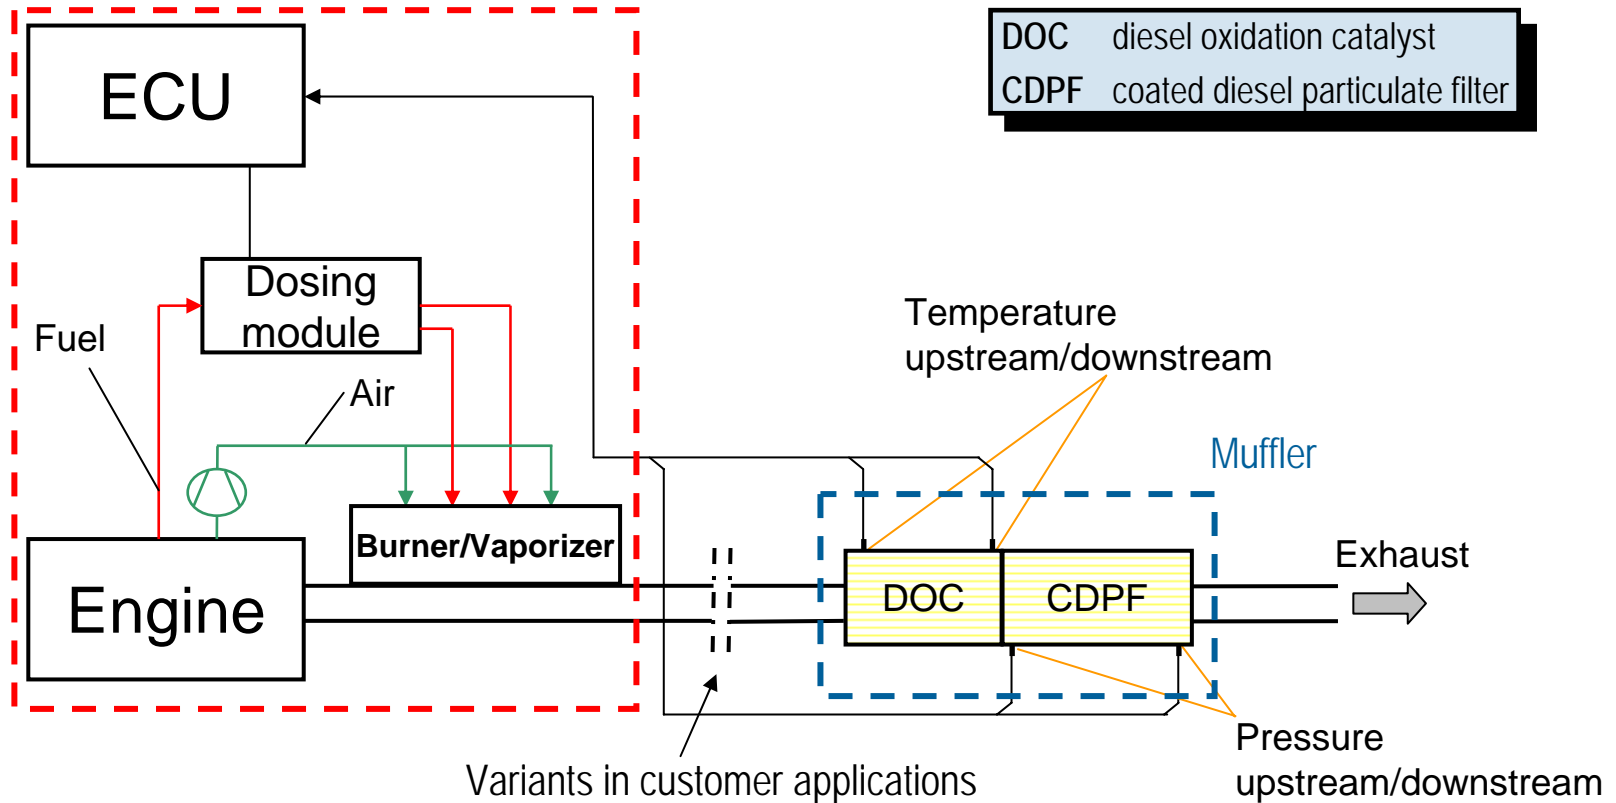 ECU
DOC diesel oxidation catalyst
CDPF coated diesel particulate filter
Dosing
module
Fuel
Air
Temperature
upstream/downstream
Muffler
Burner/Vaporizer
Engine
DOC
CDPF
Exhaust
Variants in customer applications
Pressure
upstream/downstream